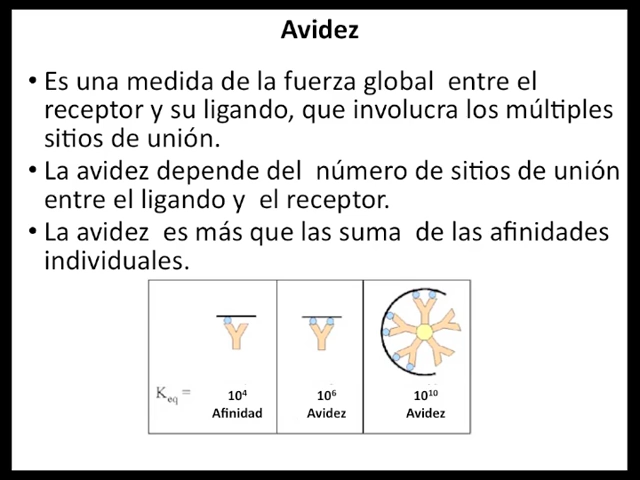 Avidez
• Es una medida de la fuerza global entre el
receptor y su ligando, que involucra los múltiples
sitios de unión.
• La avidez depende del número de sitios de unión
entre el ligando y el receptor.
• La avidez es más que las suma de las afinidades
individuales.
Keq = 10⁴ 10⁶ 10¹⁰
Afinidad Avidez Avidez